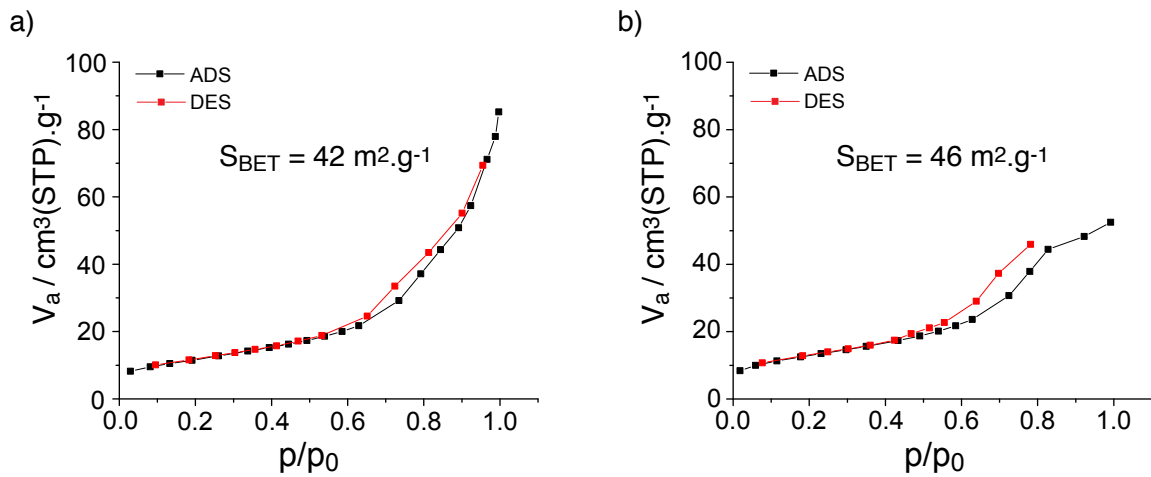 a)
100
80
60
40
20
0
Vₐ / cm³(STP).g⁻¹
ADS
DES
S_BET = 42 m².g⁻¹
0.0 0.2 0.4 0.6 0.8 1.0
p/p₀
b)
100
80
60
40
20
0
Vₐ / cm³(STP).g⁻¹
ADS
DES
S_BET = 46 m².g⁻¹
0.0 0.2 0.4 0.6 0.8 1.0
p/p₀